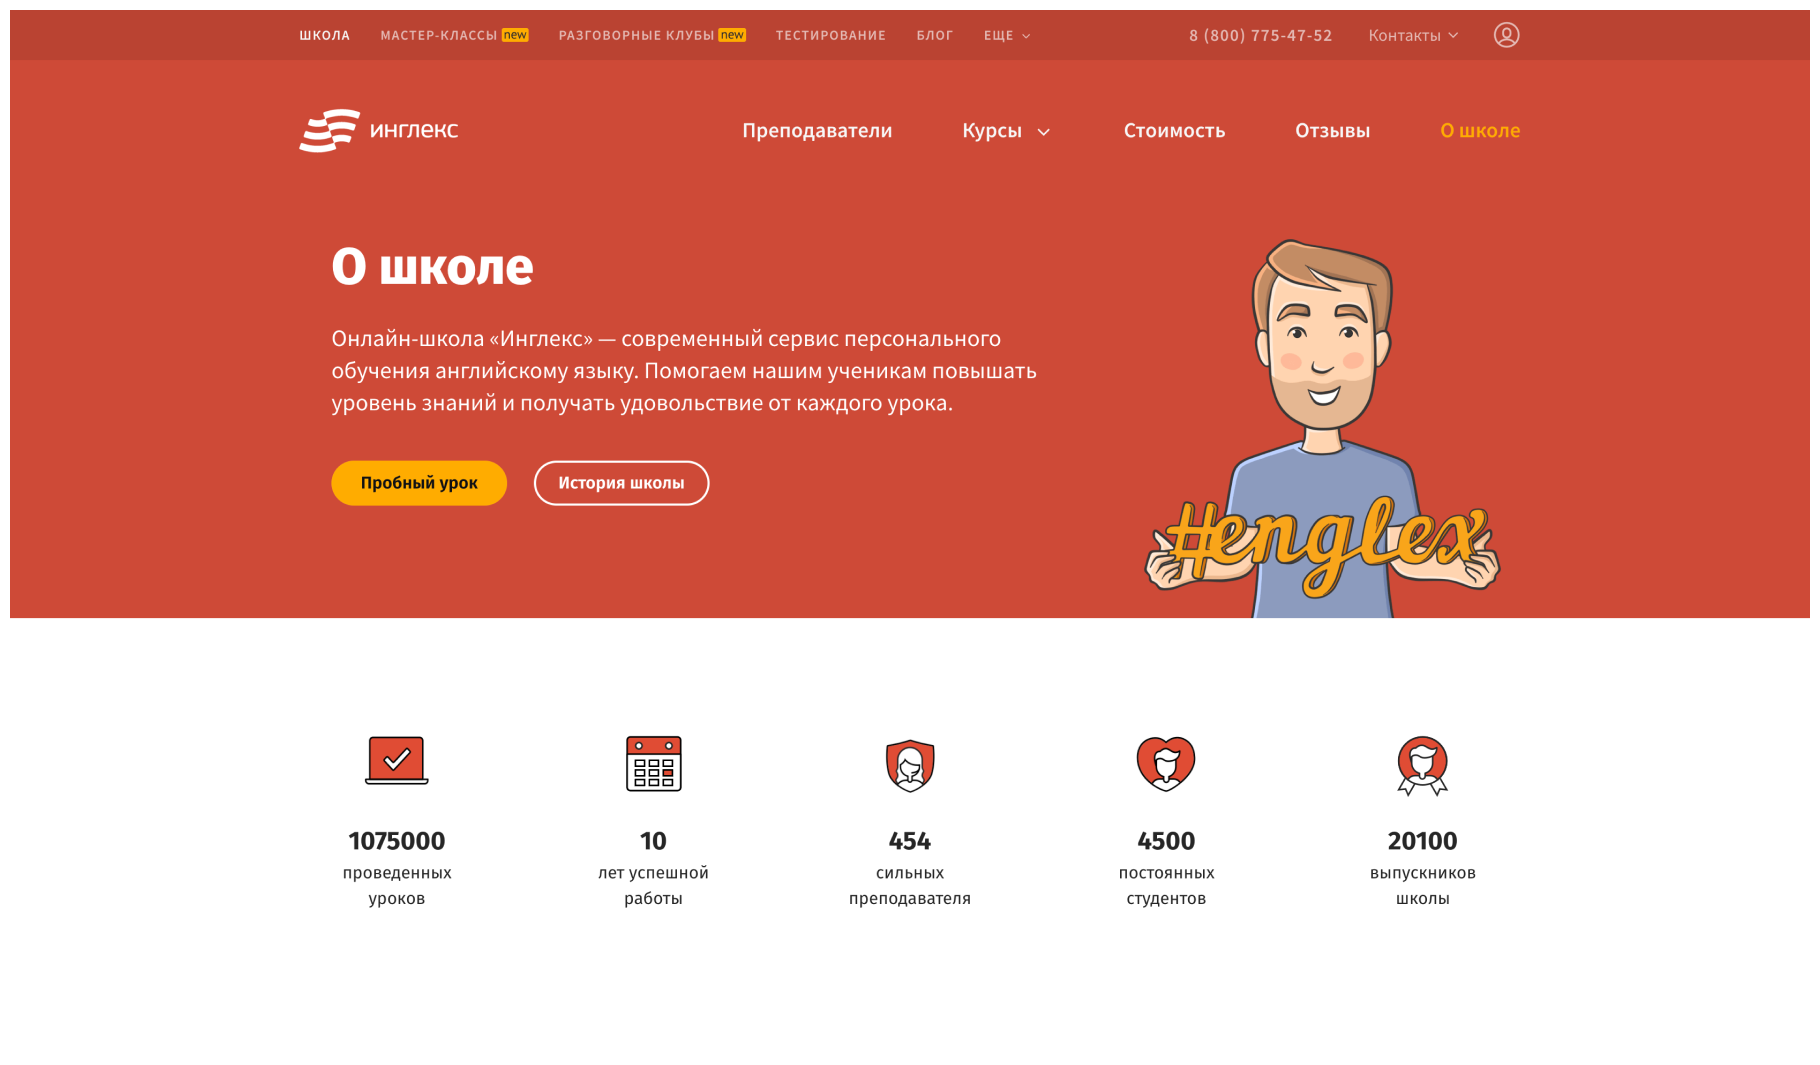 ШКОЛА МАСТЕР-КЛАССЫ new РАЗГОВОРНЫЕ КЛУБЫ new ТЕСТИРОВАНИЕ БЛОГ ЕЩЕ 8 (800) 775-47-52 Контакты
инглекс Преподаватели Курсы Стоимость Отзывы О школе
О школе
Онлайн-школа «Инглекс» — современный сервис персонального
обучения английскому языку. Помогаем нашим ученикам повышать
уровень знаний и получать удовольствие от каждого урока.
Пробный урок История школы
#englex
1075000
проведенных
уроков
10
лет успешной
работы
454
сильных
преподавателя
4500
постоянных
студентов
20100
выпускников
школы